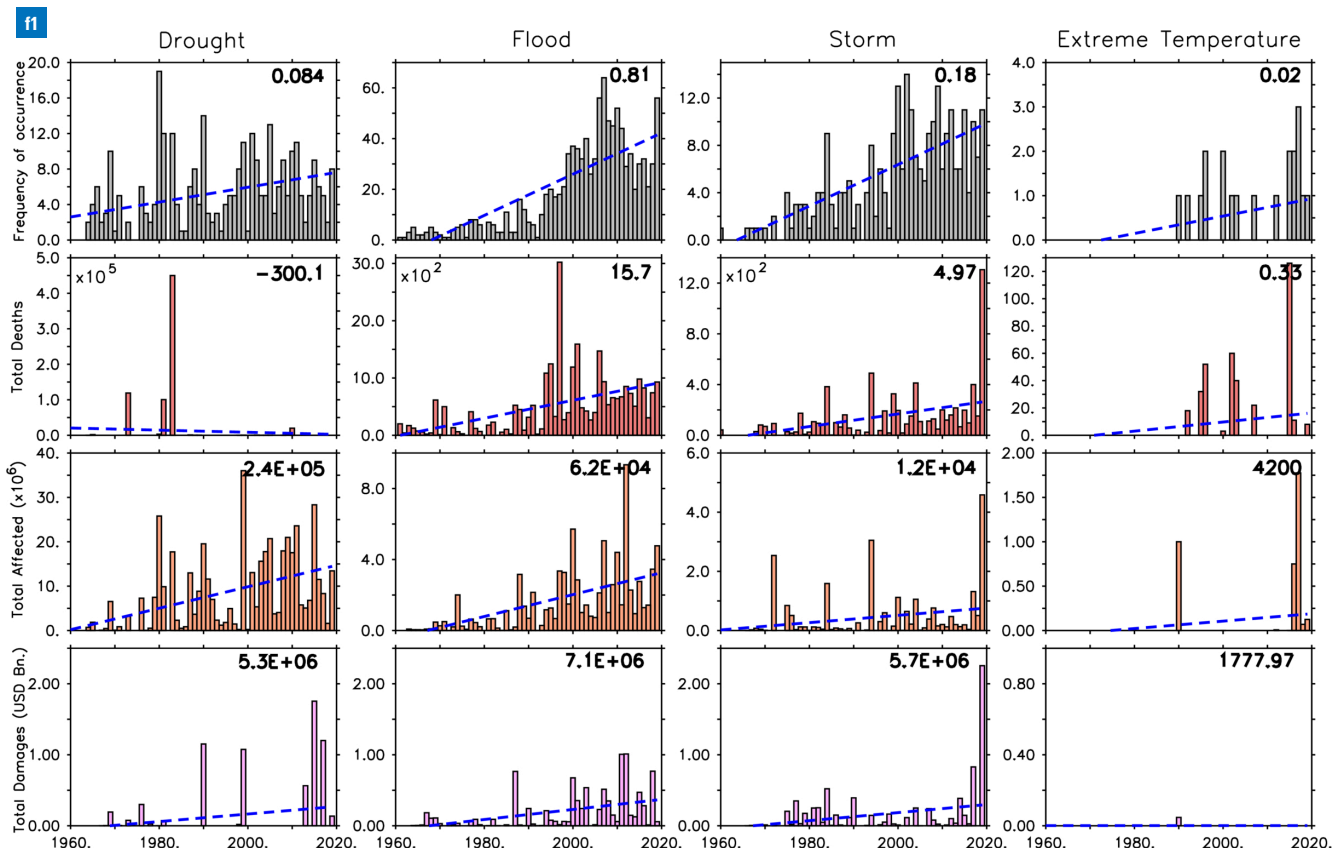 f1
Drought Flood Storm Extreme Temperature
Frequency of occurrence
20.0 16.0 12.0 8.0 4.0 0.0
0.084
60. 40. 20. 0.
0.81
12.0 8.0 4.0 0.0
0.18
4.0 3.0 2.0 1.0 0.0
0.02
Total Deaths
5.0 4.0 3.0 2.0 1.0 0.0
x10^5
-300.1
30.0 20.0 10.0 0.0
x10^2
15.7
12.0 8.0 4.0 0.0
x10^2
4.97
120. 100. 80. 60. 40. 20. 0.
0.33
Total Affected (x10^6)
40. 30. 20. 10. 0.
2.4E+05
8.0 4.0 0.0
6.2E+04
6.0 4.0 2.0 0.0
1.2E+04
2.00 1.50 1.00 0.50 0.00
4200
Total Damages (USD Bn.)
2.00 1.00 0.00
5.3E+06
2.00 1.00 0.00
7.1E+06
2.00 1.00 0.00
5.7E+06
0.80 0.40 0.00
1777.97
1960. 1980. 2000. 2020.
1960. 1980. 2000. 2020.
1960. 1980. 2000. 2020.
1960. 1980. 2000. 2020.